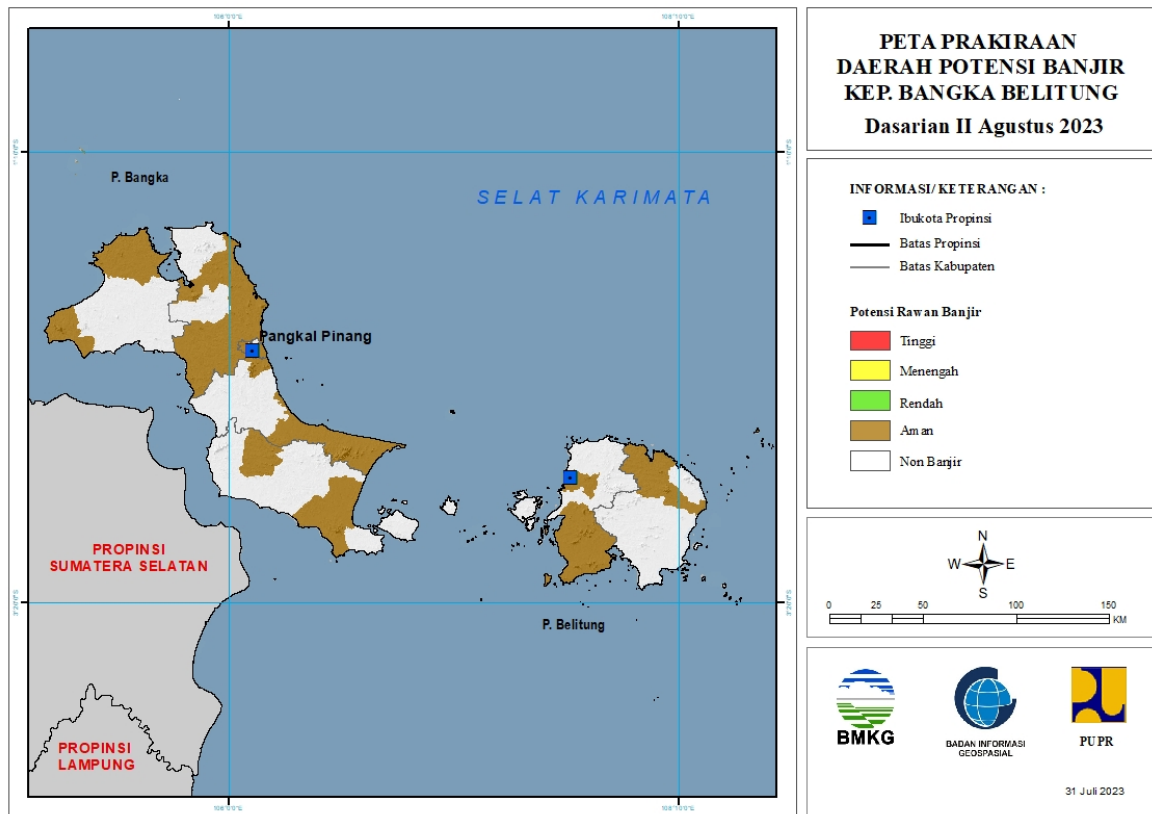 PETA PRAKIRAAN
DAERAH POTENSI BANJIR
KEP. BANGKA BELITUNG
Dasarian II Agustus 2023
INFORMASI/ KETERANGAN :
Ibukota Propinsi
Batas Propinsi
Batas Kabupaten
Potensi Rawan Banjir
Tinggi
Menengah
Rendah
Aman
Non Banjir
N
W E
S
0 25 50 100 150
KM
BMKG
BADAN INFORMASI
GEOSPASIAL
PUPR
31 Juli 2023
P. Bangka
SELAT KARIMATA
Pangkal Pinang
PROPINSI
SUMATERA SELATAN
P. Belitung
PROPINSI
LAMPUNG